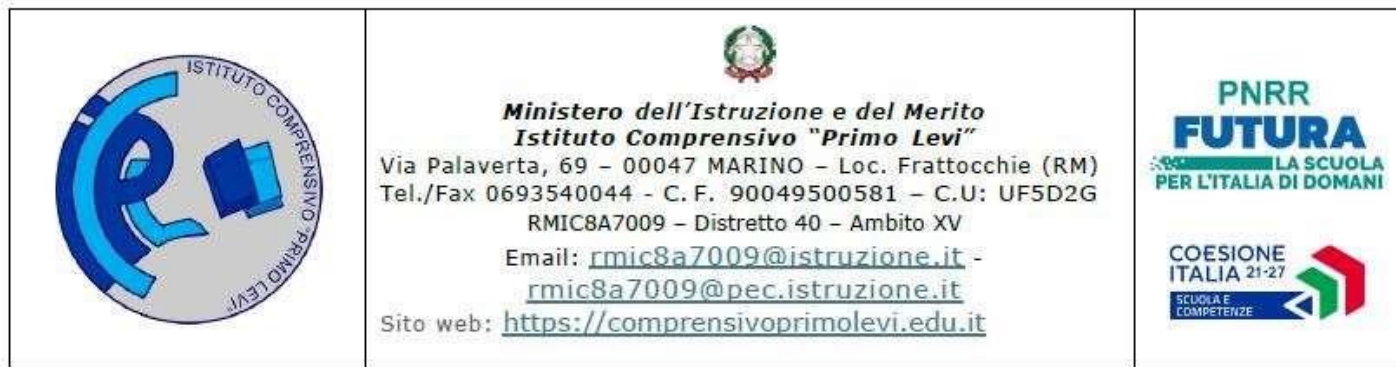 ISTITUTO COMPRENSIVO "PRIMO LEVI"
Ministero dell'Istruzione e del Merito
Istituto Comprensivo "Primo Levi"
Via Palaverta, 69 – 00047 MARINO – Loc. Frattocchie (RM)
Tel./Fax 0693540044 - C. F. 90049500581 – C.U: UF5D2G
RMIC8A7009 – Distretto 40 – Ambito XV
Email: rmic8a7009@istruzione.it -
rmic8a7009@pec.istruzione.it
Sito web: https://comprensivoprimolevi.edu.it
PNRR
FUTURA
LA SCUOLA
PER L'ITALIA DI DOMANI
COESIONE
ITALIA 21-27
SCUOLA E
COMPETENZE